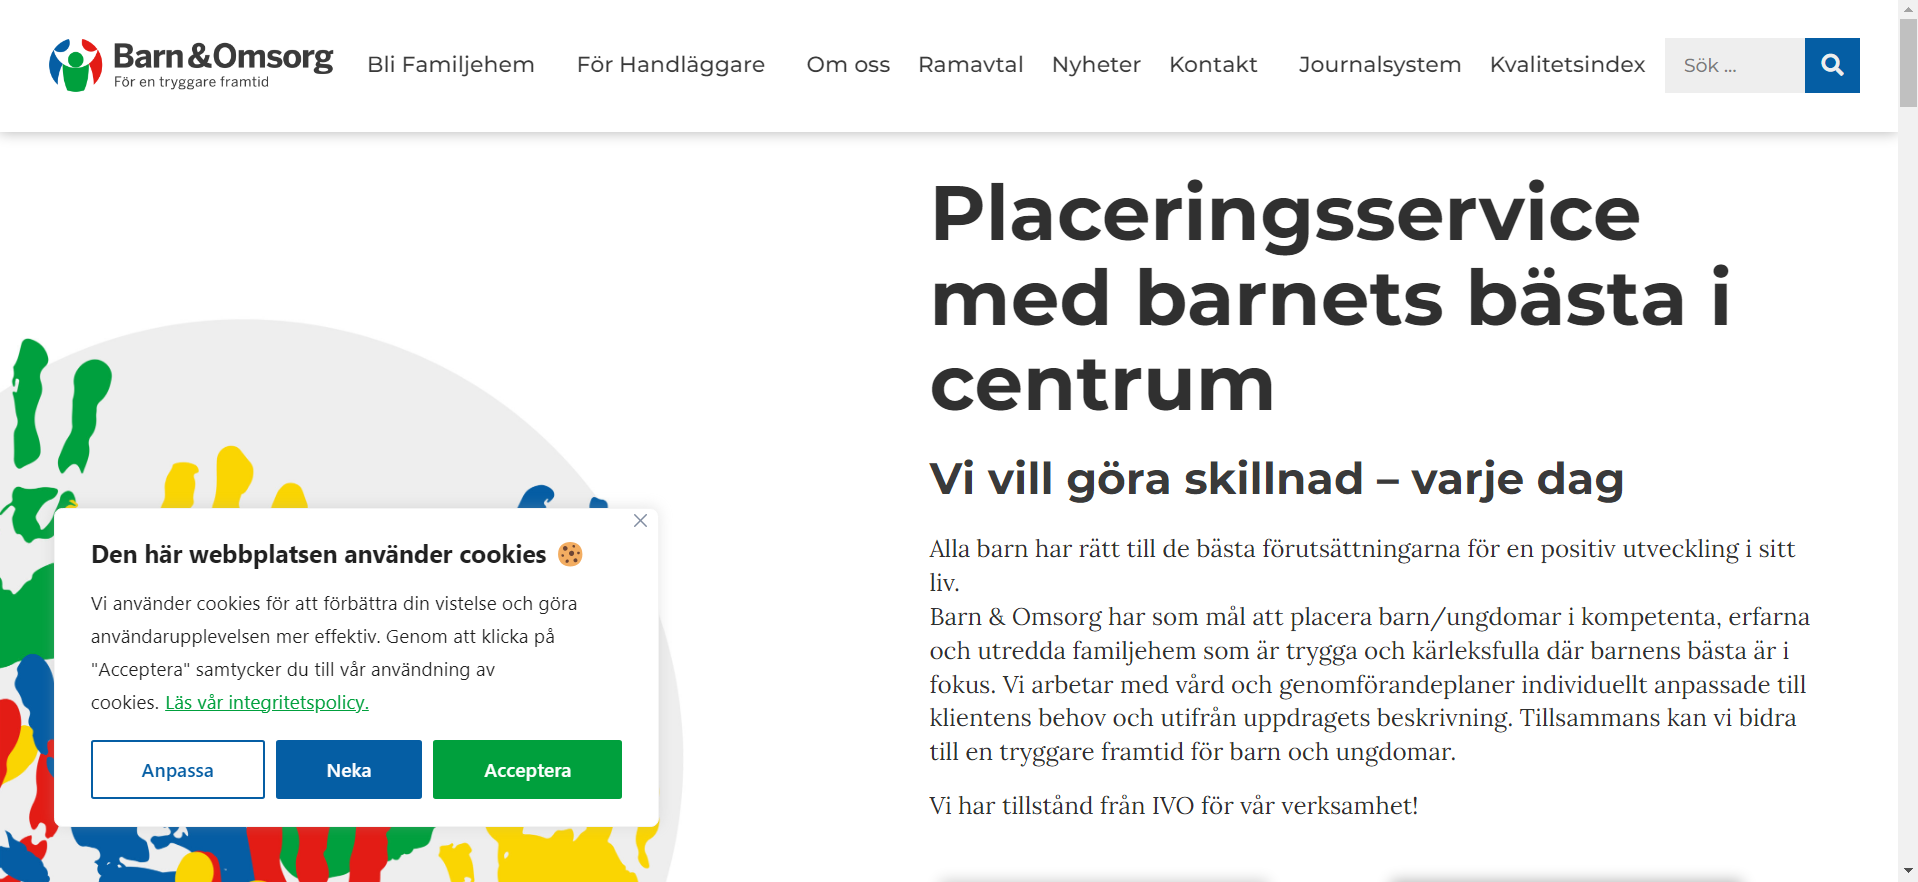 Barn & Omsorg
För en tryggare framtid
Bli Familjehem För Handläggare Om oss Ramavtal Nyheter Kontakt Journalsystem Kvalitetsindex Sök ...
Placeringsservice
med barnets bästa i
centrum
Vi vill göra skillnad – varje dag
Alla barn har rätt till de bästa förutsättningarna för en positiv utveckling i sitt
liv.
Barn & Omsorg har som mål att placera barn/ungdomar i kompetenta, erfarna
och utredda familjehem som är trygga och kärleksfulla där barnens bästa är i
fokus. Vi arbetar med vård och genomförandeplaner individuellt anpassade till
klientens behov och utifrån uppdragets beskrivning. Tillsammans kan vi bidra
till en tryggare framtid för barn och ungdomar.
Vi har tillstånd från IVO för vår verksamhet!
Den här webbplatsen använder cookies 🍪
Vi använder cookies för att förbättra din vistelse och göra
användarupplevelsen mer effektiv. Genom att klicka på
"Acceptera" samtycker du till vår användning av
cookies. Läs vår integritetspolicy.
Anpassa Neka Acceptera